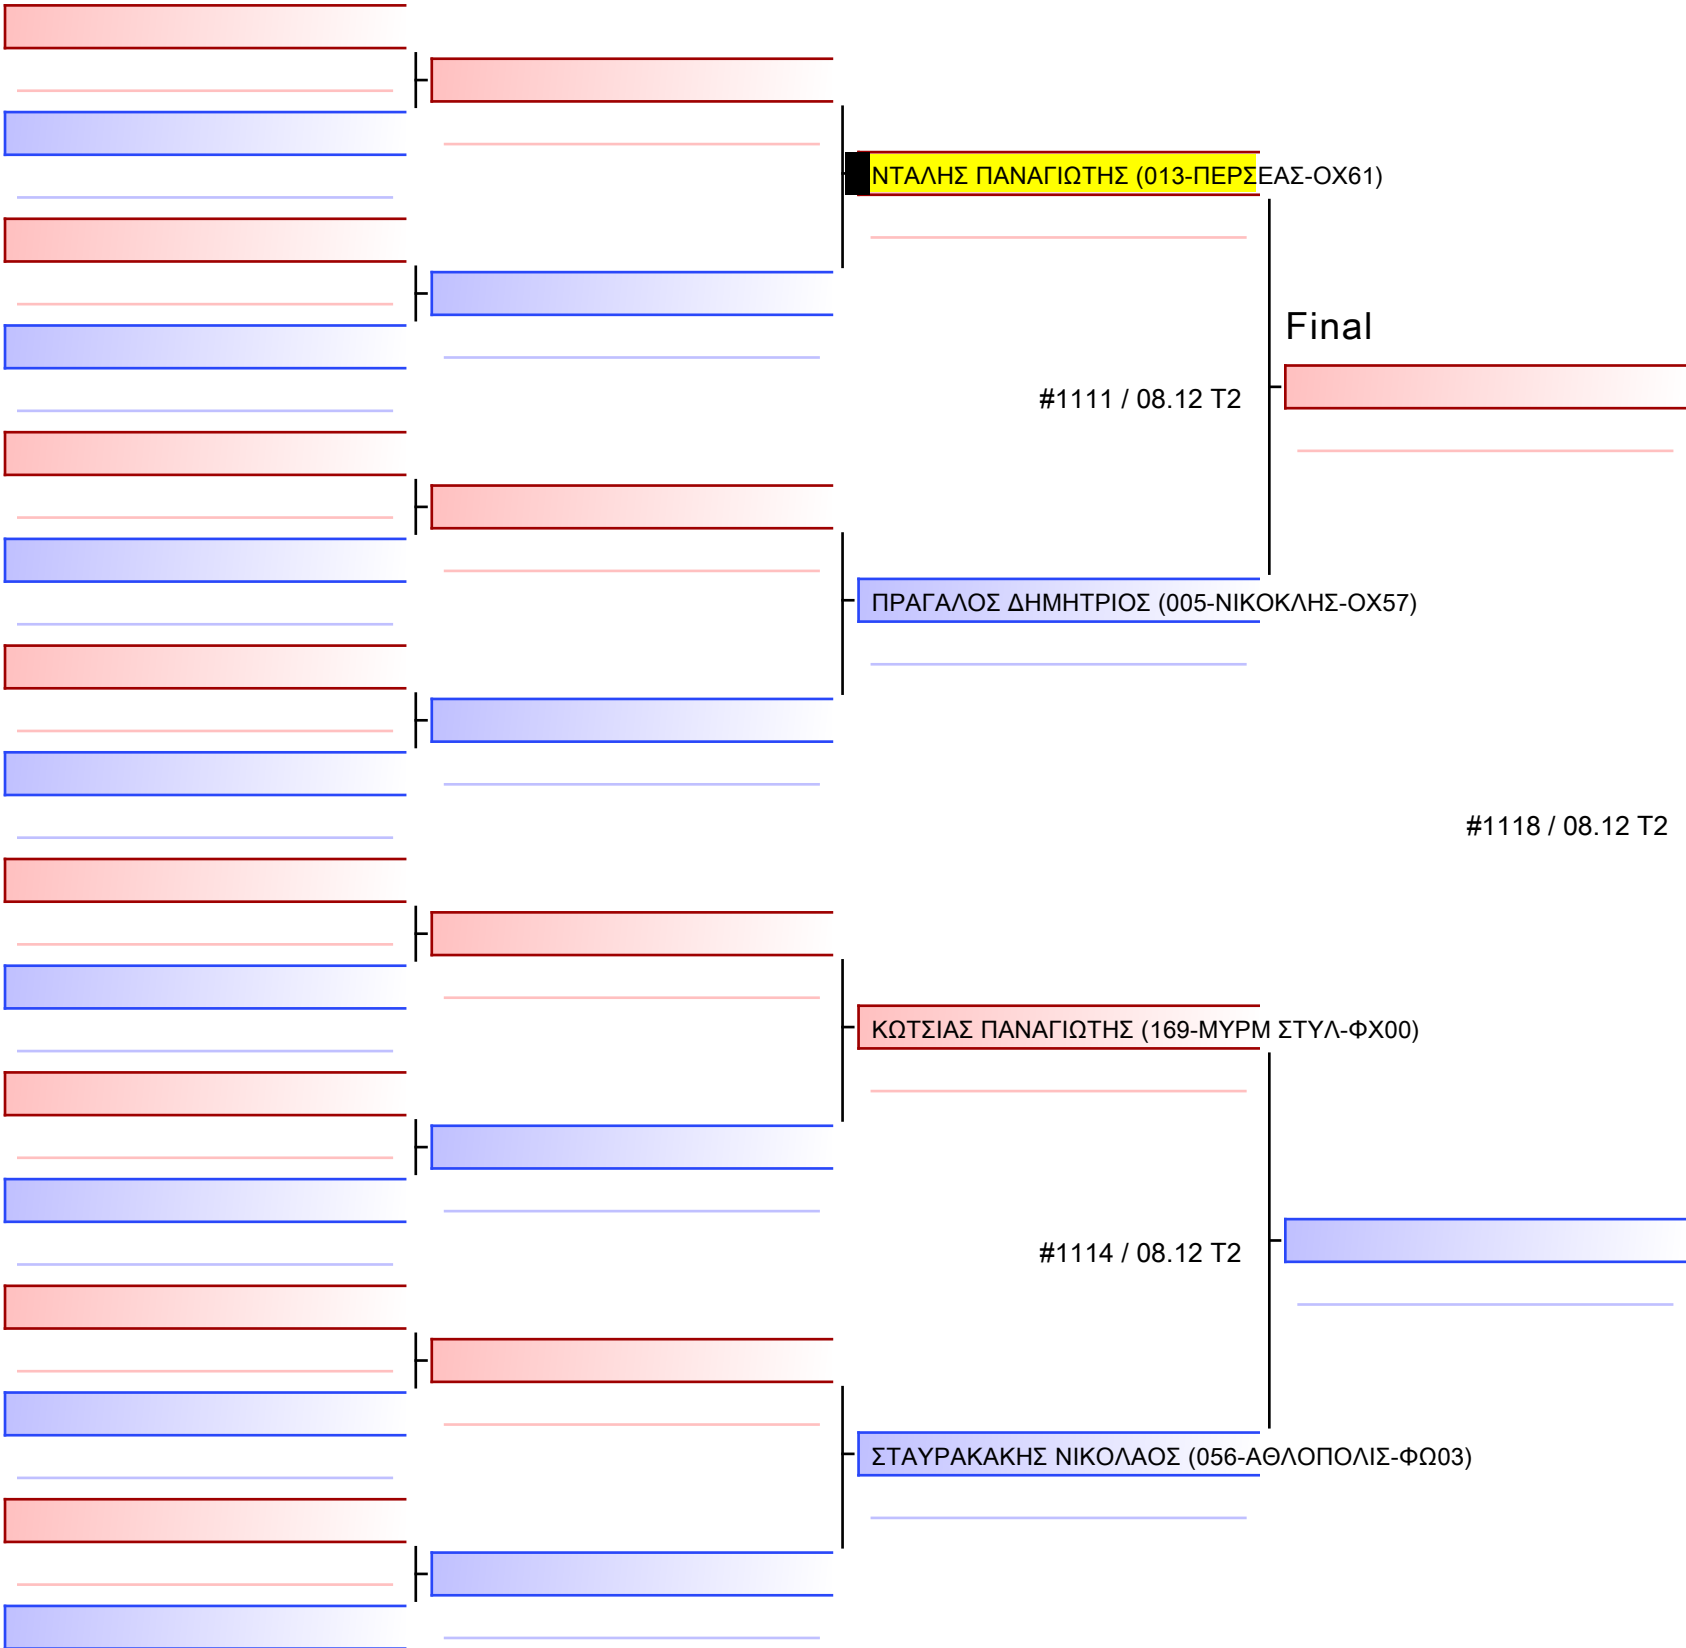 ΝΤΑΛΗΣ ΠΑΝΑΓΙΩΤΗΣ (013-ΠΕΡΣΕΑΣ-ΟΧ61)
Final
#1111 / 08.12 T2
ΠΡΑΓΑΛΟΣ ΔΗΜΗΤΡΙΟΣ (005-ΝΙΚΟΚΛΗΣ-ΟΧ57)
#1118 / 08.12 T2
ΚΩΤΣΙΑΣ ΠΑΝΑΓΙΩΤΗΣ (169-ΜΥΡΜ ΣΤΥΛ-ΦΧ00)
#1114 / 08.12 T2
ΣΤΑΥΡΑΚΑΚΗΣ ΝΙΚΟΛΑΟΣ (056-ΑΘΛΟΠΟΛΙΣ-ΦΩ03)